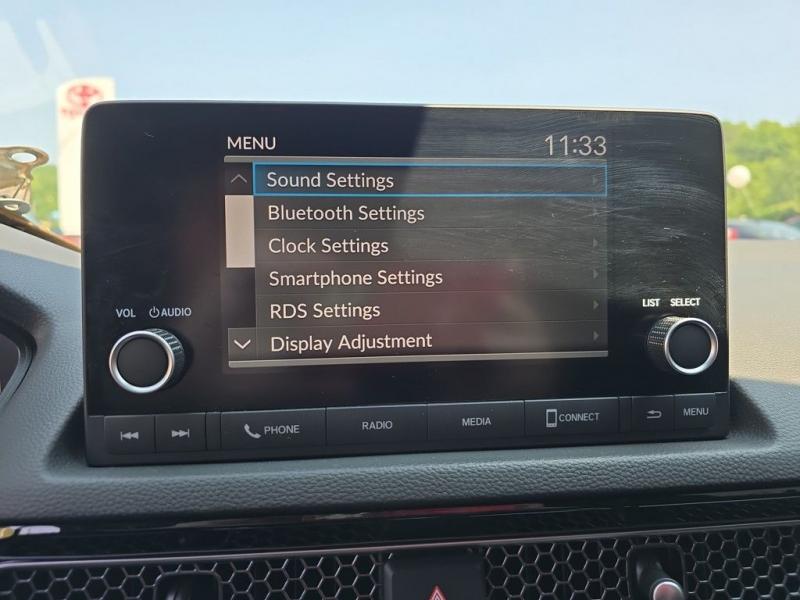 MENU 11:33
Sound Settings
Bluetooth Settings
Clock Settings
Smartphone Settings
RDS Settings
Display Adjustment
VOL AUDIO
LIST SELECT
PHONE RADIO MEDIA CONNECT MENU